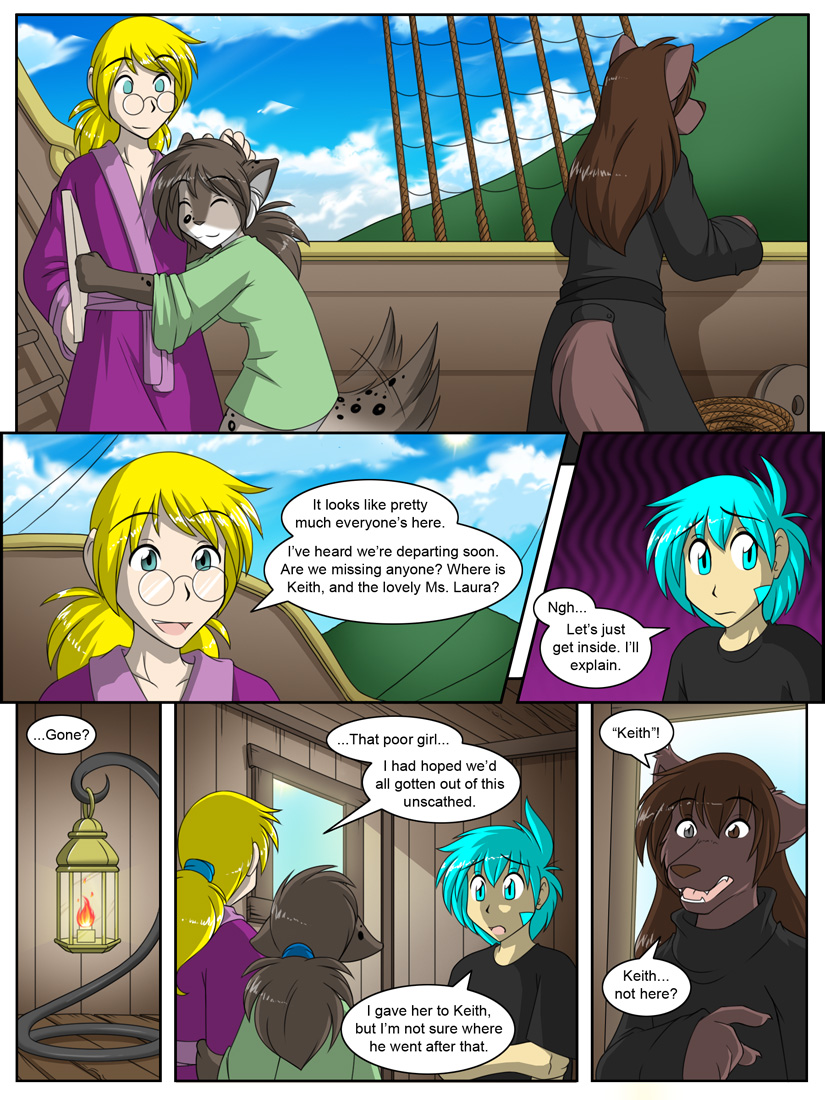 It looks like pretty
much everyone's here.
I've heard we're departing soon.
Are we missing anyone? Where is
Keith, and the lovely Ms. Laura?
Ngh...
Let's just
get inside. I'll
explain.
...Gone?
...That poor girl...
I had hoped we'd
all gotten out of this
unscathed.
I gave her to Keith,
but I'm not sure where
he went after that.
"Keith"!
Keith...
not here?